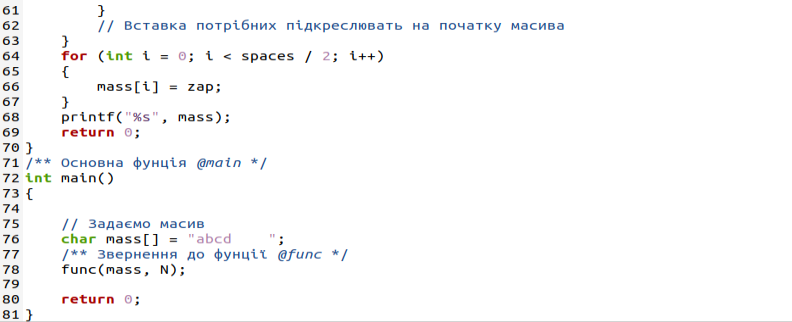 61         }
62         // Вставка потрібних підкреслювать на початку масива
63     }
64     for (int i = 0; i < spaces / 2; i++)
65     {
66         mass[i] = zap;
67     }
68     printf("%s", mass);
69     return 0;
70 }
71 /** Основна фунція @main */
72 int main()
73 {
74
75     // Задаємо масив
76     char mass[] = "abcd    ";
77     /** Звернення до фунції @func */
78     func(mass, N);
79
80     return 0;
81 }